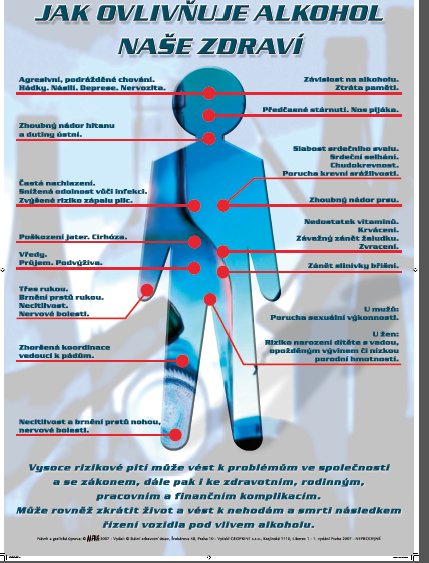 JAK OVLIVŇUJE ALKOHOL
NAŠE ZDRAVÍ
Agresivní, podrážděné chování.
Hádky. Násilí. Deprese. Nervozita.
Závislost na alkoholu.
Ztráta paměti.
Předčasné stárnutí. Nos pijáka.
Zhoubný nádor hltanu
a dutiny ústní.
Slabost srdečního svalu.
Srdeční selhání.
Chudokrevnost.
Porucha krevní srážlivosti.
Častá nachlazení.
Snížená odolnost vůči infekci.
Zvýšené riziko zápalu plic.
Zhoubný nádor prsu.
Nedostatek vitamínů.
Krvácení.
Závažný zánět žaludku.
Zvracení.
Poškození jater. Cirhóza.
Vředy.
Průjem. Podvýživa.
Zánět slinivky břišní.
Třes rukou.
Brnění prstů rukou.
Necitlivost.
Nervové bolesti.
U mužů:
Porucha sexuální výkonnosti.
U žen:
Riziko narození dítěte s vadou,
opožděným vývinem či nízkou
porodní hmotností.
Zhoršená koordinace
vedoucí k pádům.
Necitlivost a brnění prstů nohou,
nervové bolesti.
Vysoce rizikové pití může vést k problémům ve společnosti
a se zákonem, dále pak i ke zdravotním, rodinným,
pracovním a finančním komplikacím.
Může rovněž zkrátit život a vést k nehodám a smrti následkem
řízení vozidla pod vlivem alkoholu.